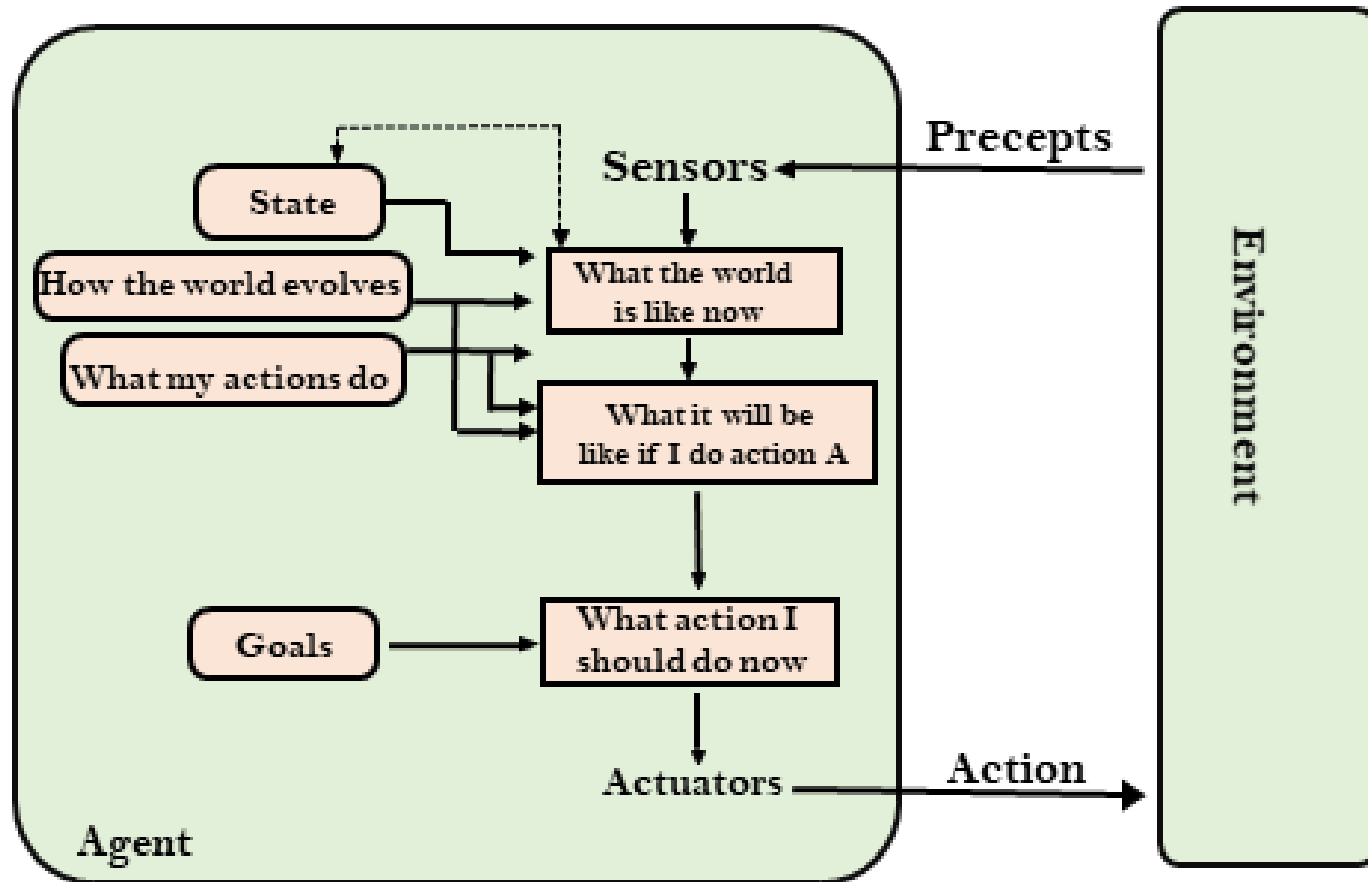 Precepts
Sensors
State
What the world
is like now
How the world evolves
What my actions do
What it will be
like if I do action A
Environment
Goals
What action I
should do now
Actuators
Action
Agent